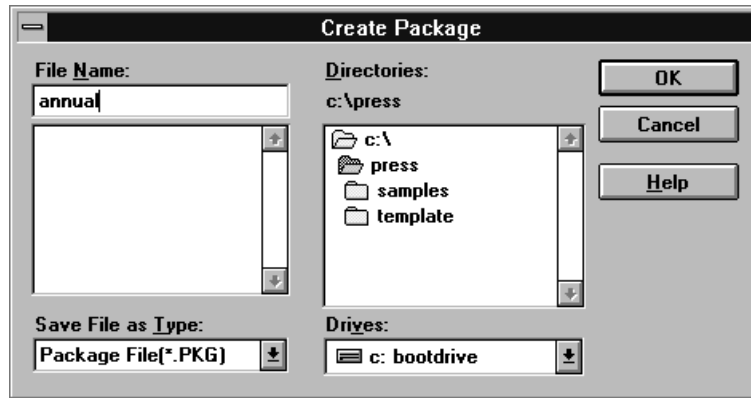 Create Package
File Name:
annual
Directories:
c:\press
c:\
press
samples
template
OK
Cancel
Help
Save File as Type:
Package File(*.PKG)
Drives:
c: bootdrive